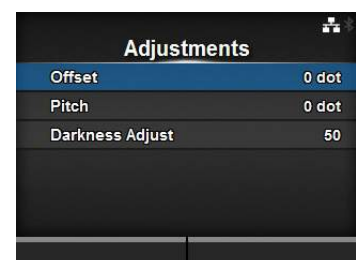 Adjustments
Offset 0 dot
Pitch 0 dot
Darkness Adjust 50